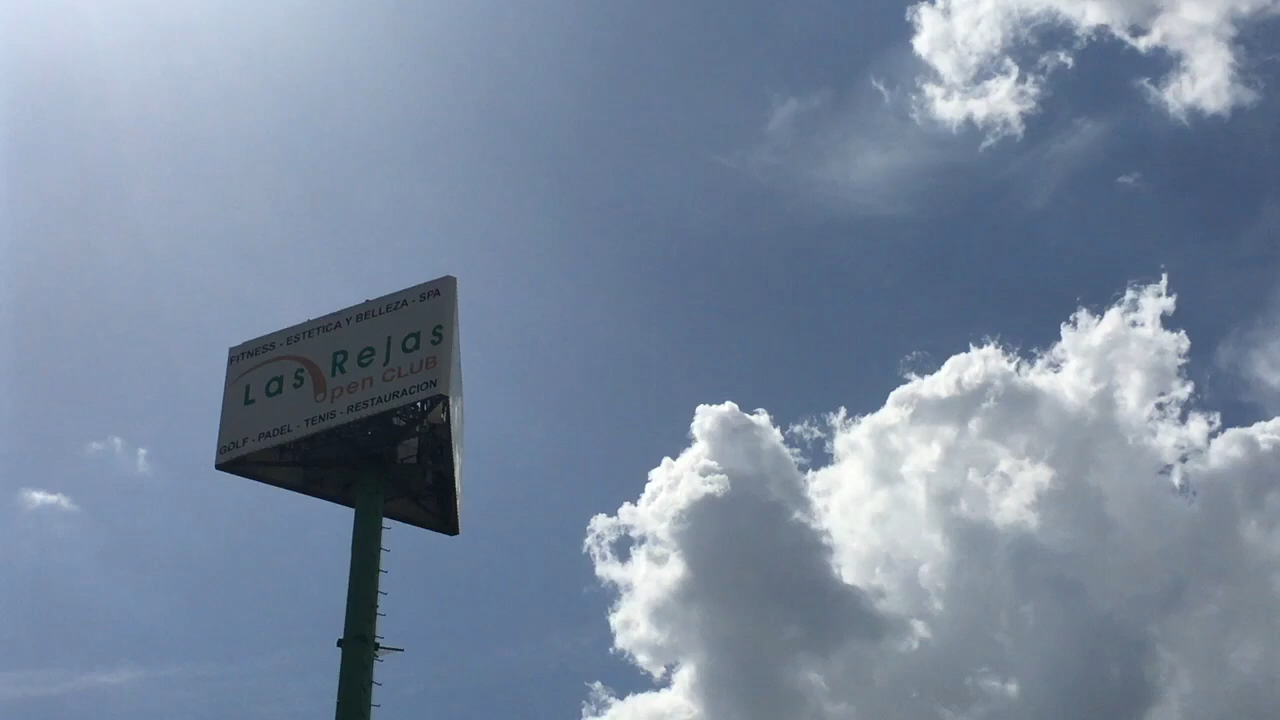 FITNESS - ESTETICA Y BELLEZA - SPA
Las Rejas
Open CLUB
GOLF - PADEL - TENIS - RESTAURACION